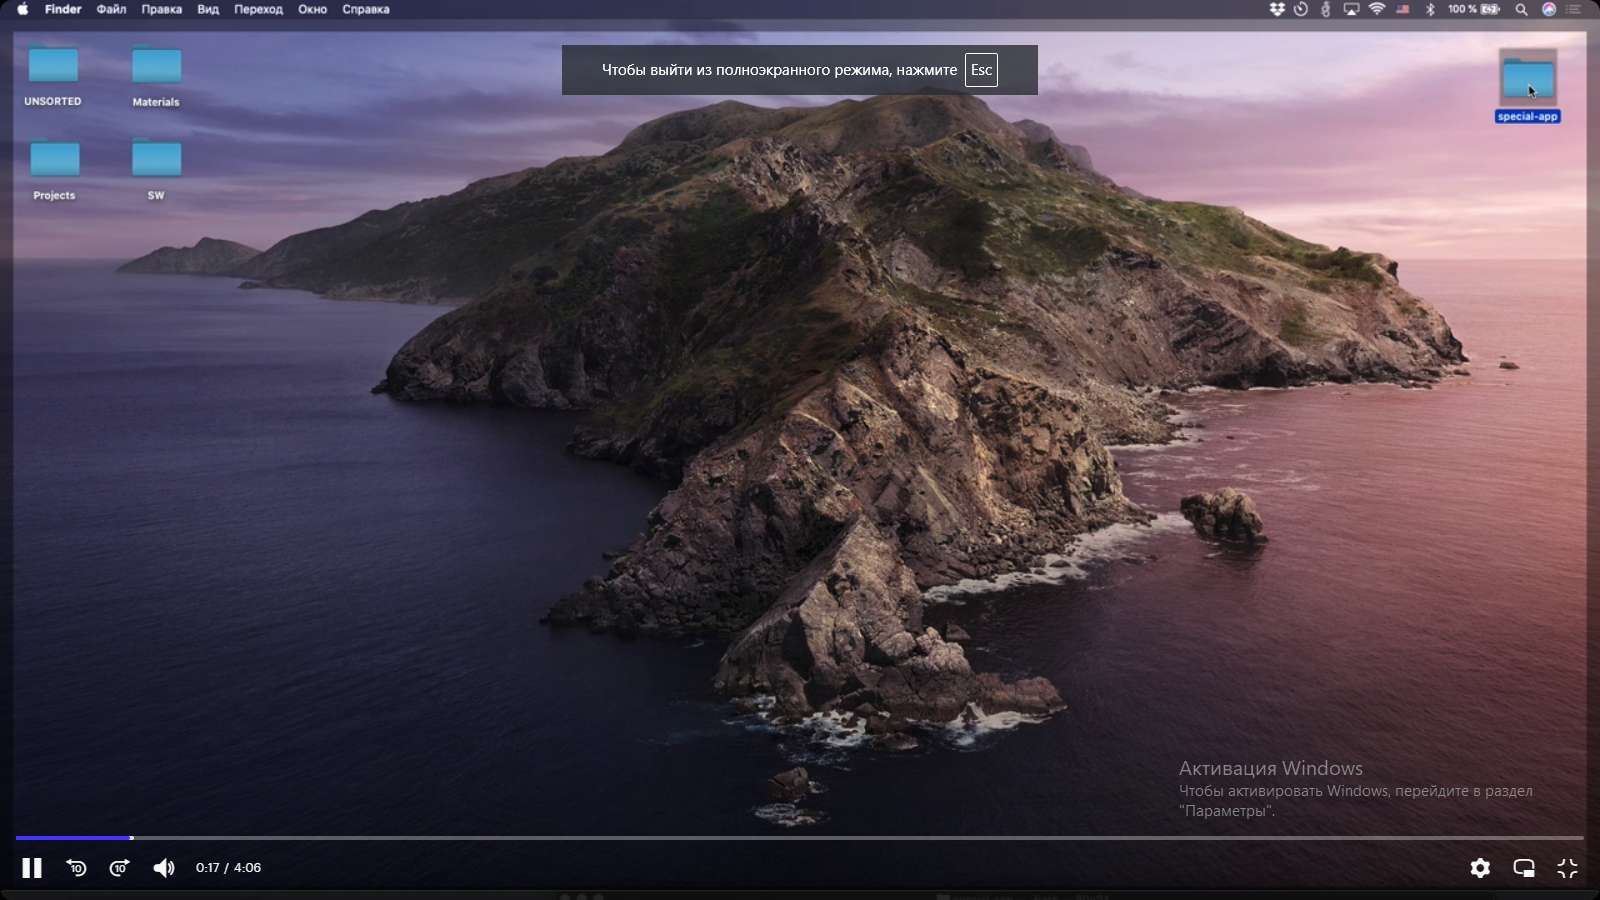 Finder Файл Правка Вид Переход Окно Справка 100 %
Чтобы выйти из полноэкранного режима, нажмите Esc
UNSORTED Materials special-app
Projects SW
Активация Windows
Чтобы активировать Windows, перейдите в раздел
"Параметры".
10 10 0:17 / 4:06